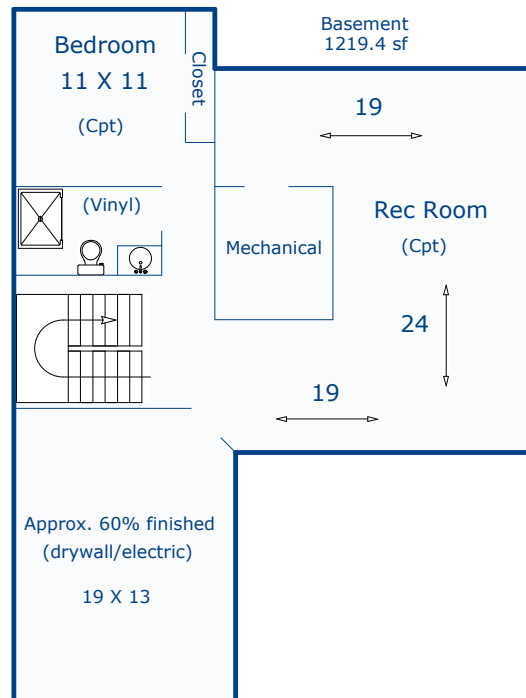 Basement
1219.4 sf
Bedroom
11 X 11
(Cpt)
Closet
19
(Vinyl)
Rec Room
(Cpt)
Mechanical
24
19
Approx. 60% finished
(drywall/electric)
19 X 13